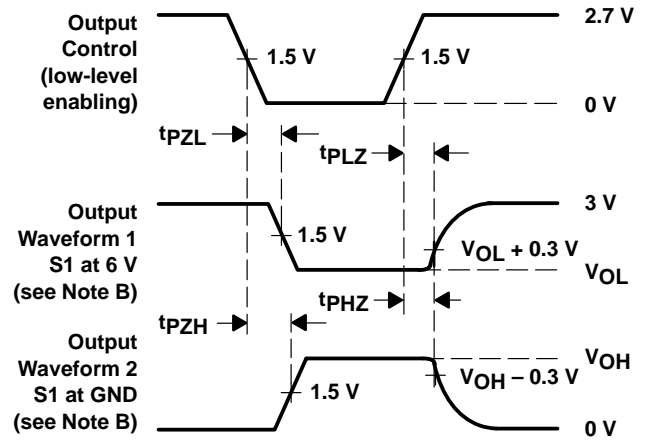 Output
Control
(low-level
enabling)
2.7 V
1.5 V
1.5 V
0 V
tPZL
tPLZ
Output
Waveform 1
S1 at 6 V
(see Note B)
3 V
1.5 V
VOL + 0.3 V
VOL
tPZH
tPHZ
Output
Waveform 2
S1 at GND
(see Note B)
VOH
1.5 V
VOH – 0.3 V
0 V